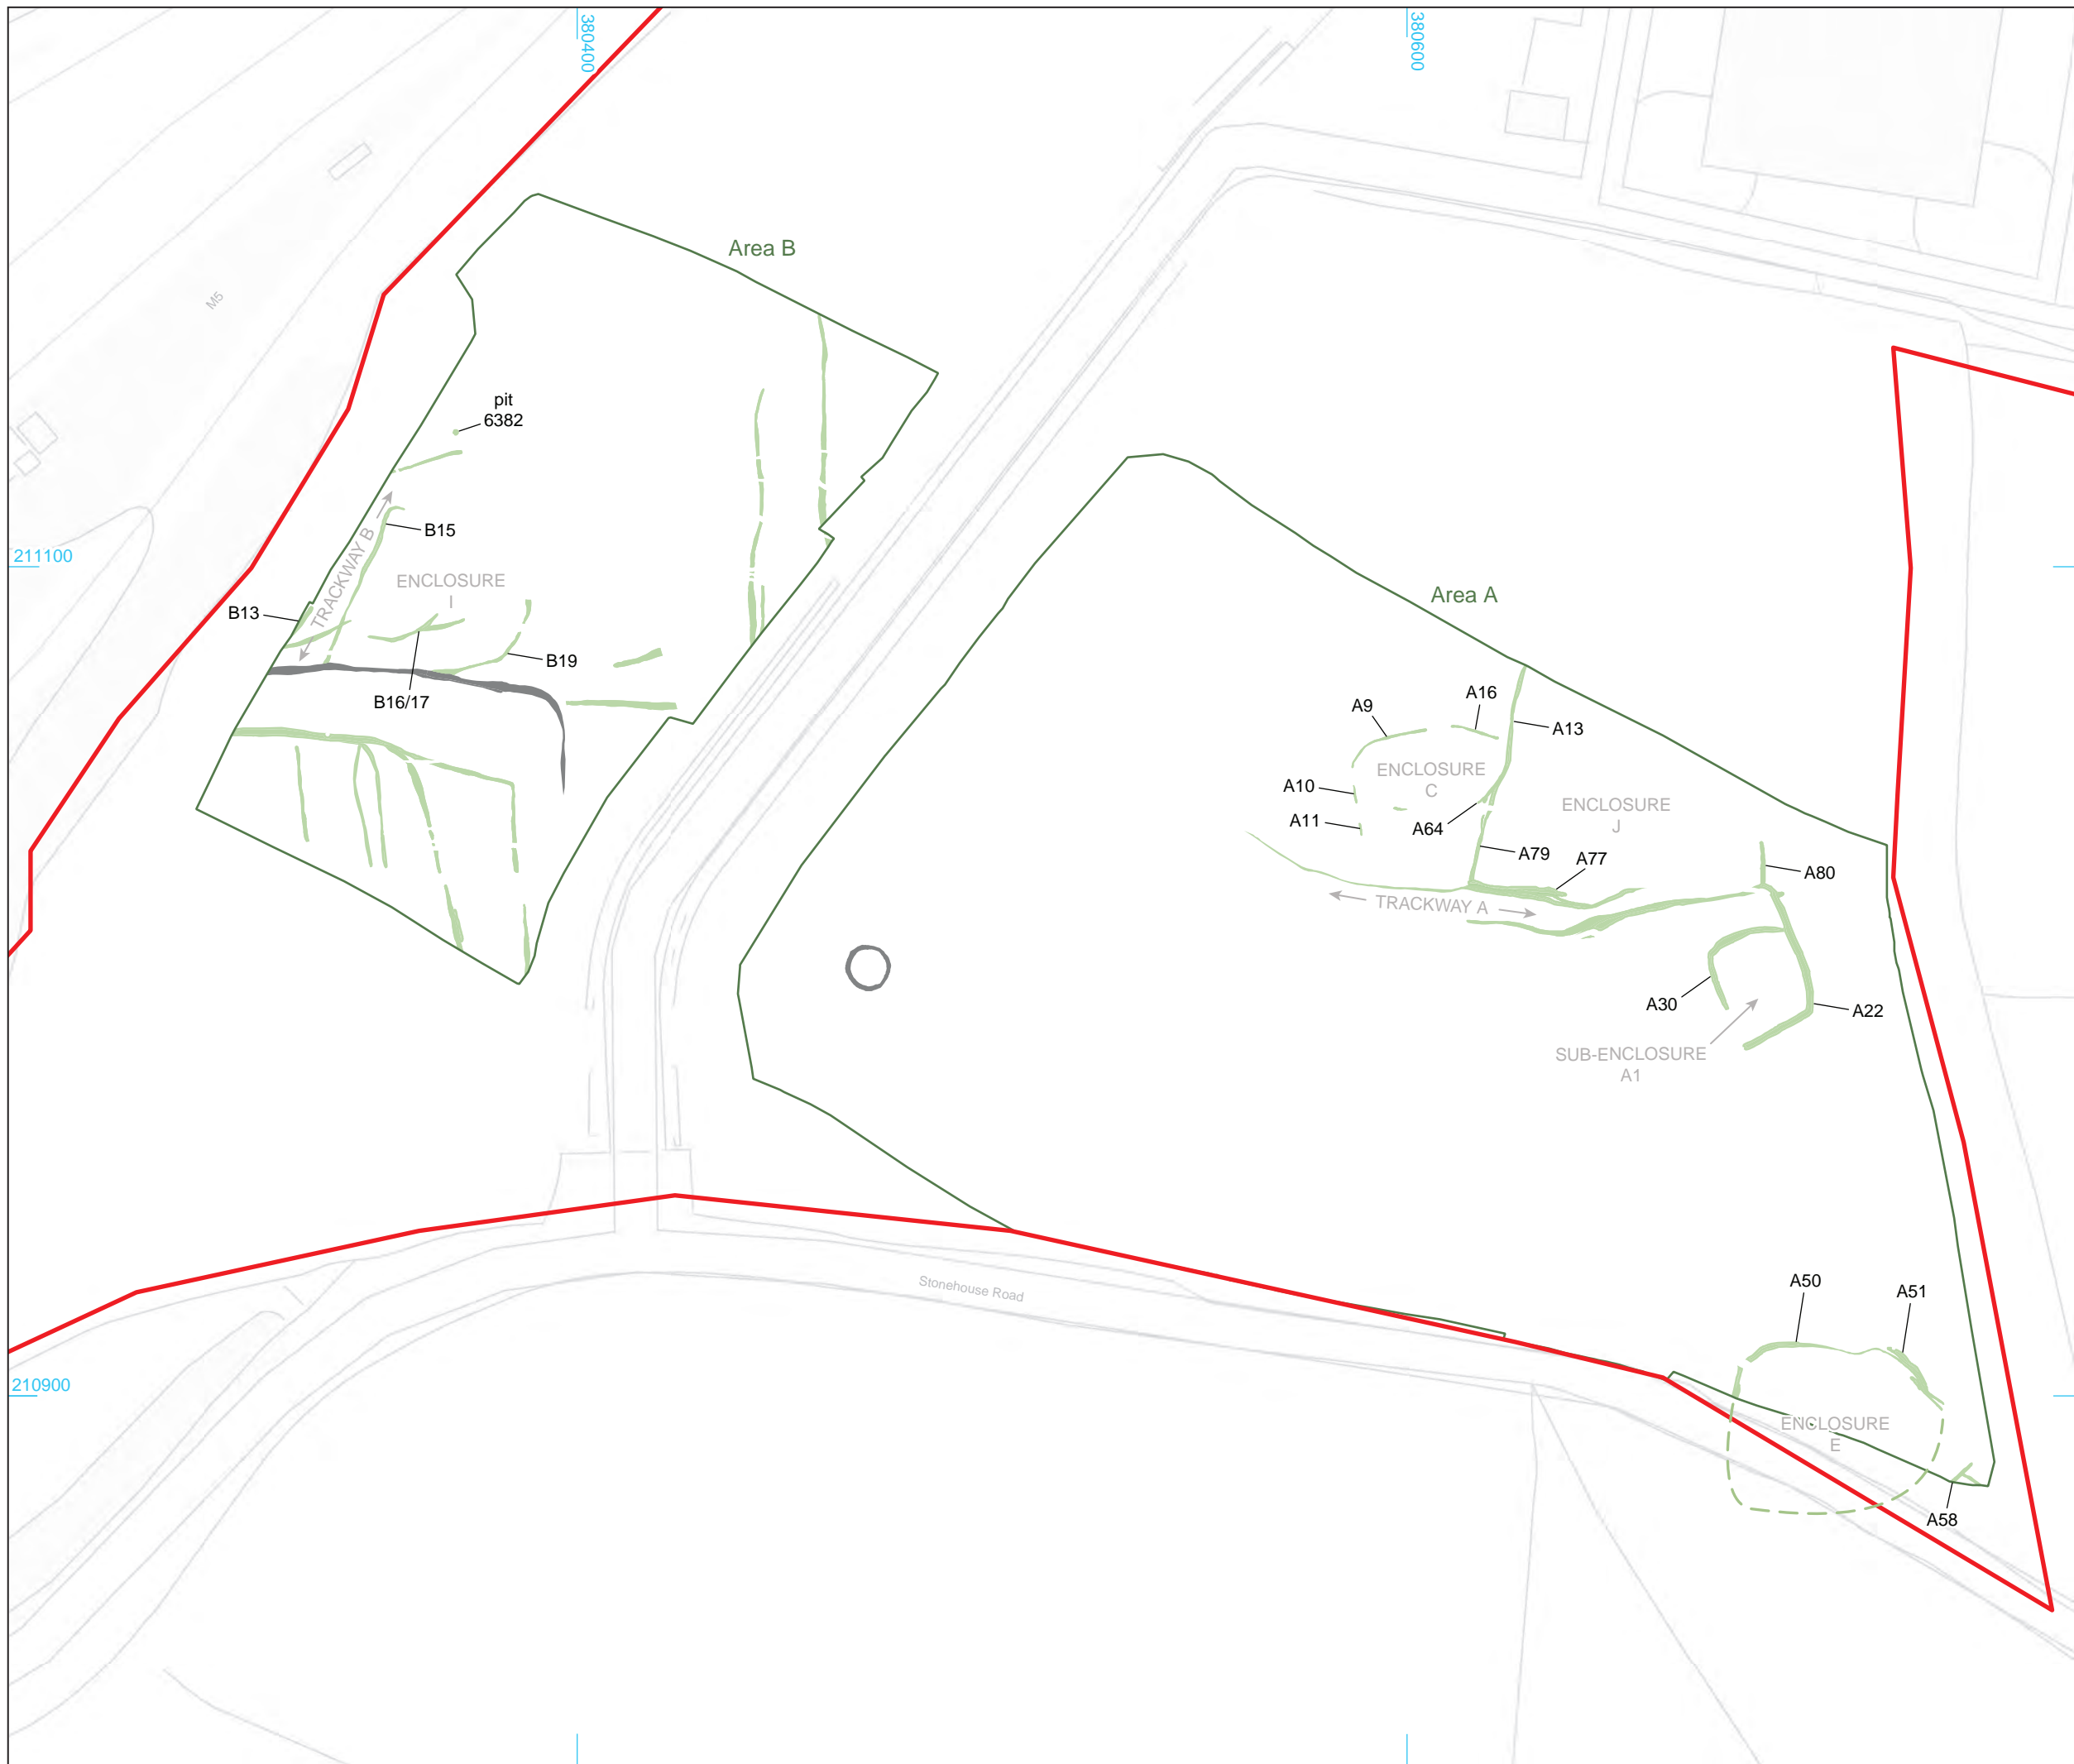 380400
380600
Area B
M5
pit
6382
B15
211100
TRACKWAY B
ENCLOSURE
I
Area A
B13
B19
B16/17
A9
A16
A13
ENCLOSURE
C
A10
ENCLOSURE
J
A11
A64
A79
A77
A80
TRACKWAY A
A30
A22
SUB-ENCLOSURE
A1
Stonehouse Road
A50
A51
210900
ENCLOSURE
E
A58